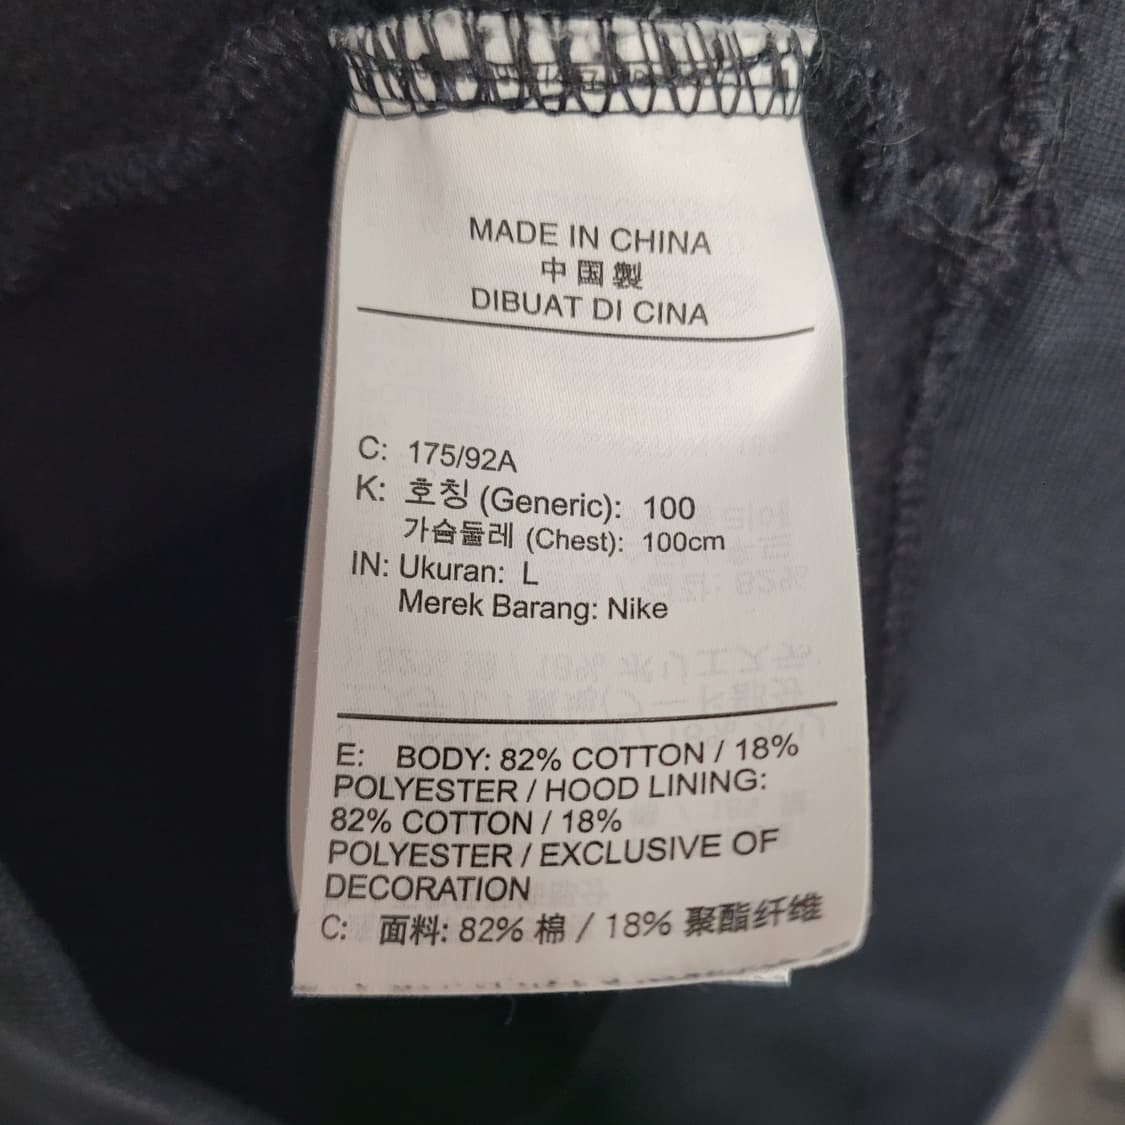 MADE IN CHINA
中国製
DIBUAT DI CINA
C: 175/92A
K: 호칭 (Generic): 100
가슴둘레 (Chest): 100cm
IN: Ukuran: L
Merek Barang: Nike
E: BODY: 82% COTTON / 18%
POLYESTER / HOOD LINING:
82% COTTON / 18%
POLYESTER / EXCLUSIVE OF
DECORATION
C: 面料: 82% 棉 / 18% 聚酯纤维